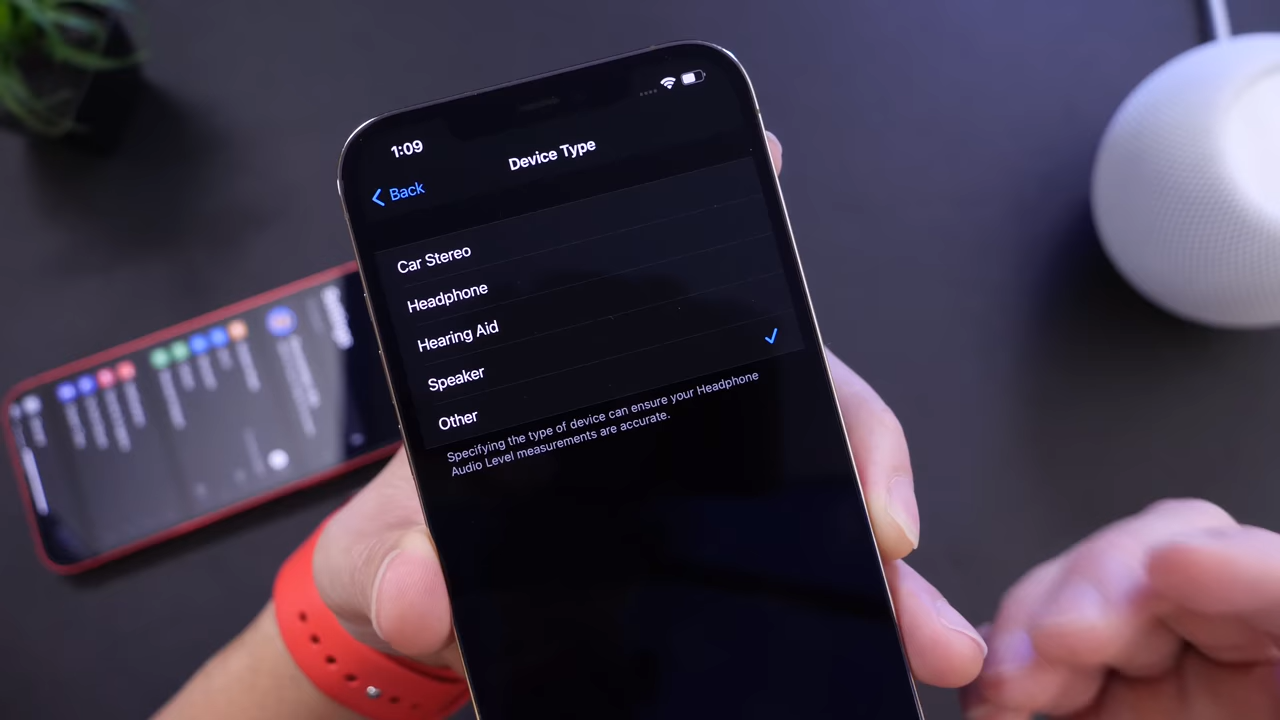 1:09
Back
Device Type
Car Stereo
Headphone
Hearing Aid
Speaker
Other
Specifying the type of device can ensure your Headphone
Audio Level measurements are accurate.